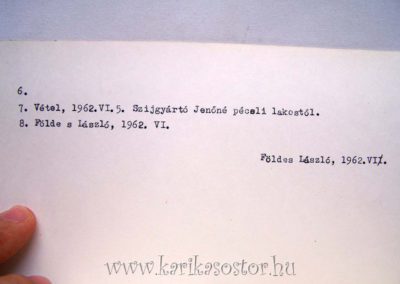 6.
7. Vétel, 1962.VI.5. Szijgyártó Jenőné péceli lakostól.
8. Földe s László, 1962. VI.
Földes László, 1962.VI/.
www.karikasostor.hu